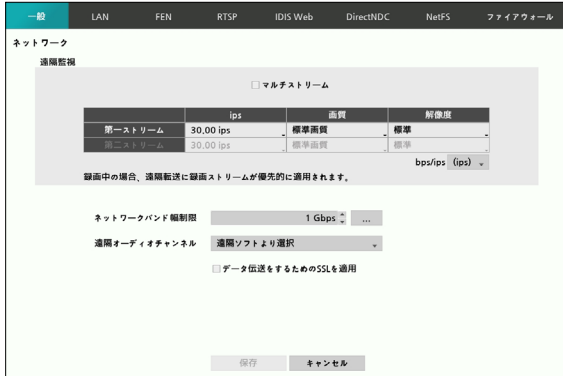 一般 LAN FEN RTSP IDIS Web DirectNDC NetFS ファイアウォール
ネットワーク
遠隔監視
マルチストリーム
ips 画質 解像度
第一ストリーム 30,00 ips 標準画質 標準
第二ストリーム 30,00 ips 標準画質 標準
bps/ips (ips)
録画中の場合、遠隔転送に録画ストリームが優先的に適用されます。
ネットワークバンド幅制限 1 Gbps ...
遠隔オーディオチャンネル 遠隔ソフトより選択
データ伝送をするためのSSLを適用
保存 キャンセル